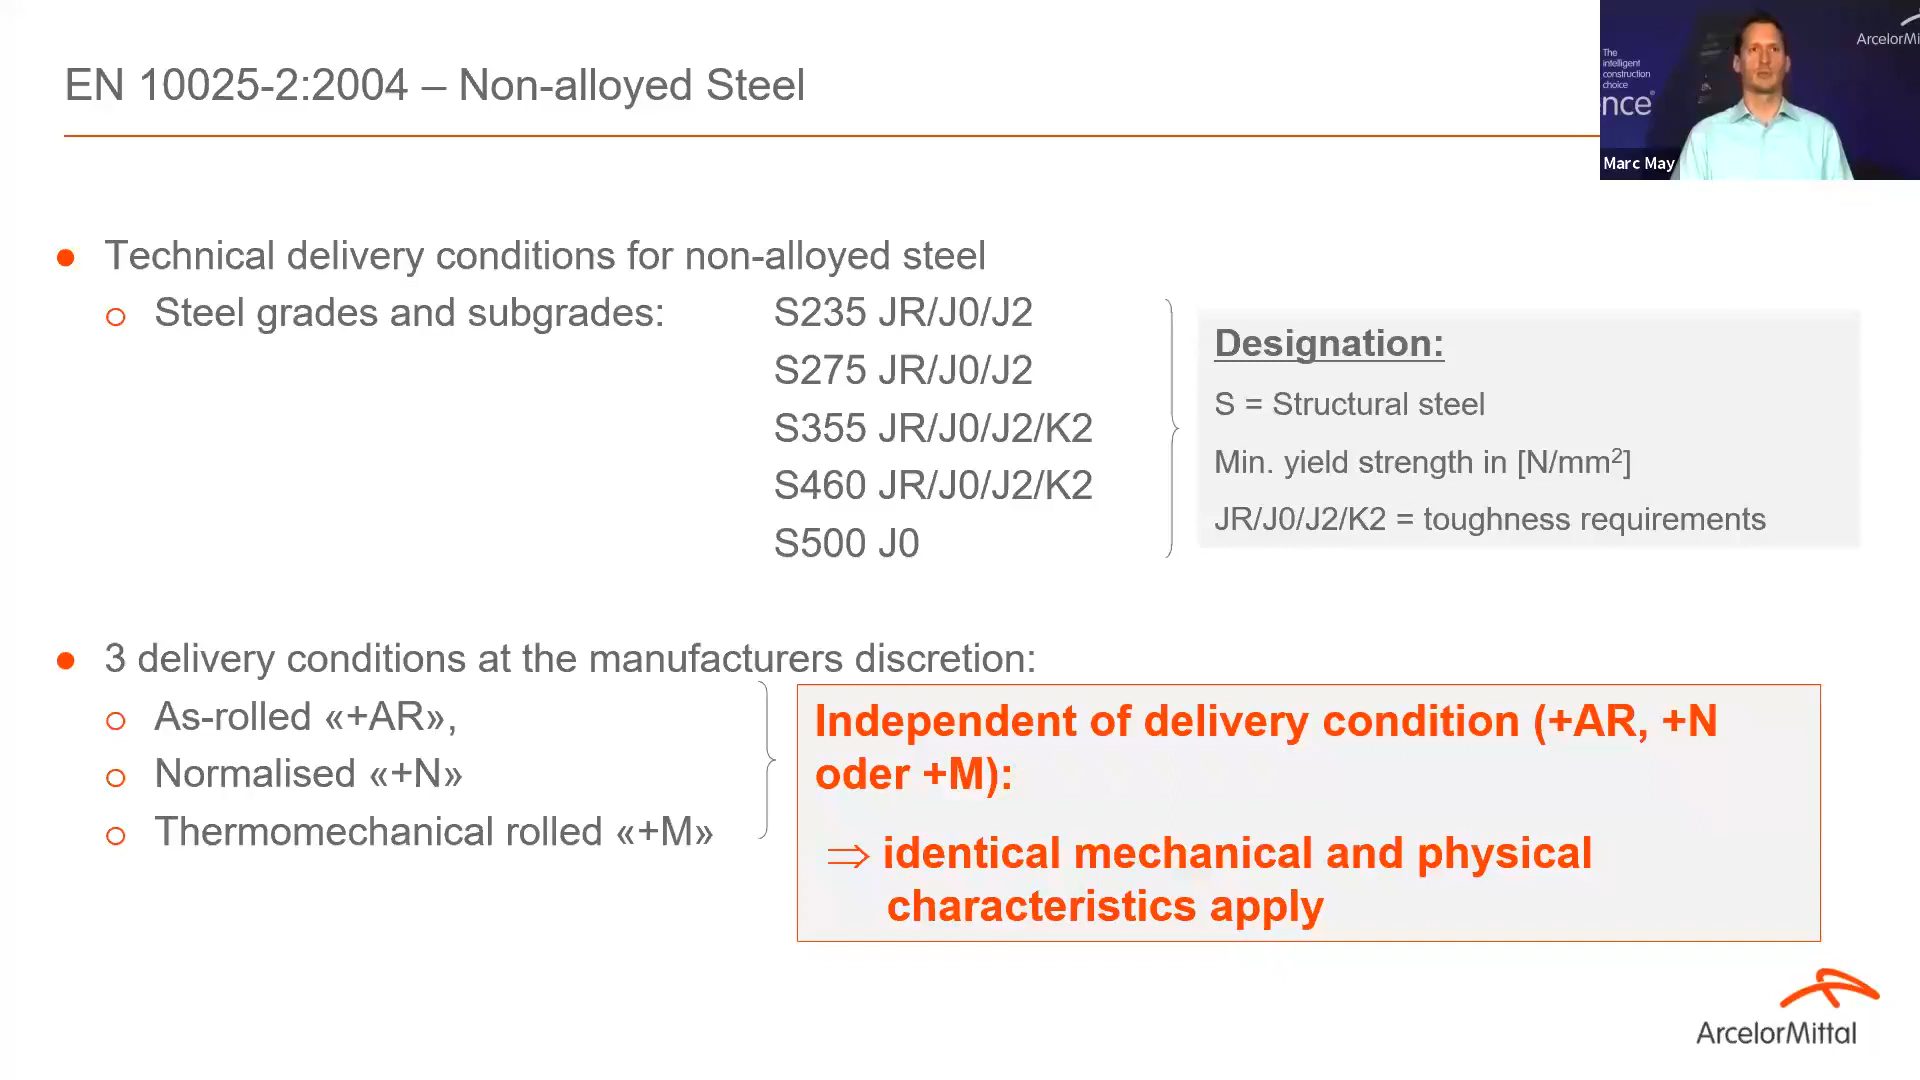 EN 10025-2:2004 – Non-alloyed Steel
The
intelligent
construction
choice
nce®
ArcelorMi
Marc May
● Technical delivery conditions for non-alloyed steel
○ Steel grades and subgrades:
S235 JR/J0/J2
S275 JR/J0/J2
S355 JR/J0/J2/K2
S460 JR/J0/J2/K2
S500 J0
Designation:
S = Structural steel
Min. yield strength in [N/mm²]
JR/J0/J2/K2 = toughness requirements
● 3 delivery conditions at the manufacturers discretion:
○ As-rolled «+AR»,
○ Normalised «+N»
○ Thermomechanical rolled «+M»
Independent of delivery condition (+AR, +N
oder +M):
⇒ identical mechanical and physical
characteristics apply
ArcelorMittal